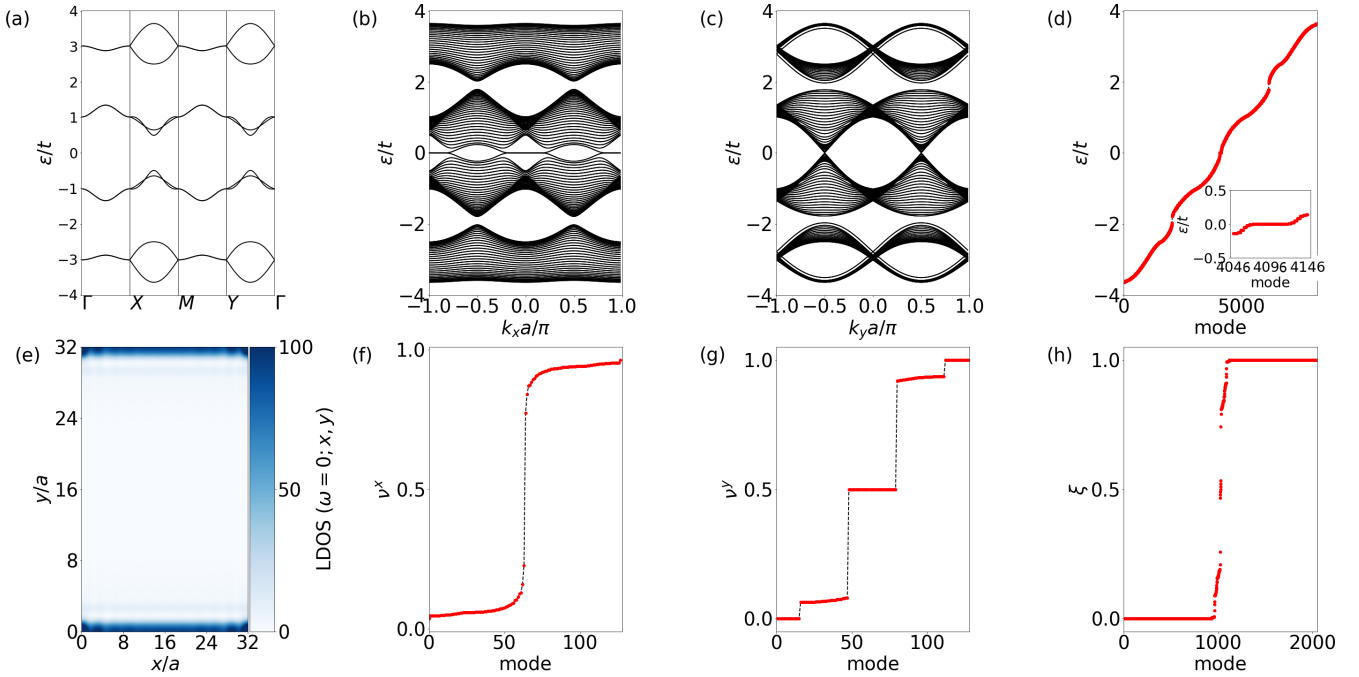 (a)
ε/t
4
3
2
1
0
−1
−2
−3
−4
Γ X M Y Γ
(b)
ε/t
4
2
0
−2
−4
−1.0 −0.5 0.0 0.5 1.0
kₓa/π
(c)
ε/t
4
2
0
−2
−4
−1.0 −0.5 0.0 0.5 1.0
k_y a/π
(d)
ε/t
4
2
0
−2
−4
0 5000
mode
ε/t
0.5
0.0
−0.5
4046 4096 4146
mode
(e)
y/a
32
24
16
8
0
0 8 16 24 32
x/a
100
50
0
LDOS (ω = 0; x, y)
(f)
νˣ
1.0
0.5
0.0
0 50 100
mode
(g)
νʸ
1.0
0.5
0.0
0 50 100
mode
(h)
ξ
1.0
0.5
0.0
0 1000 2000
mode